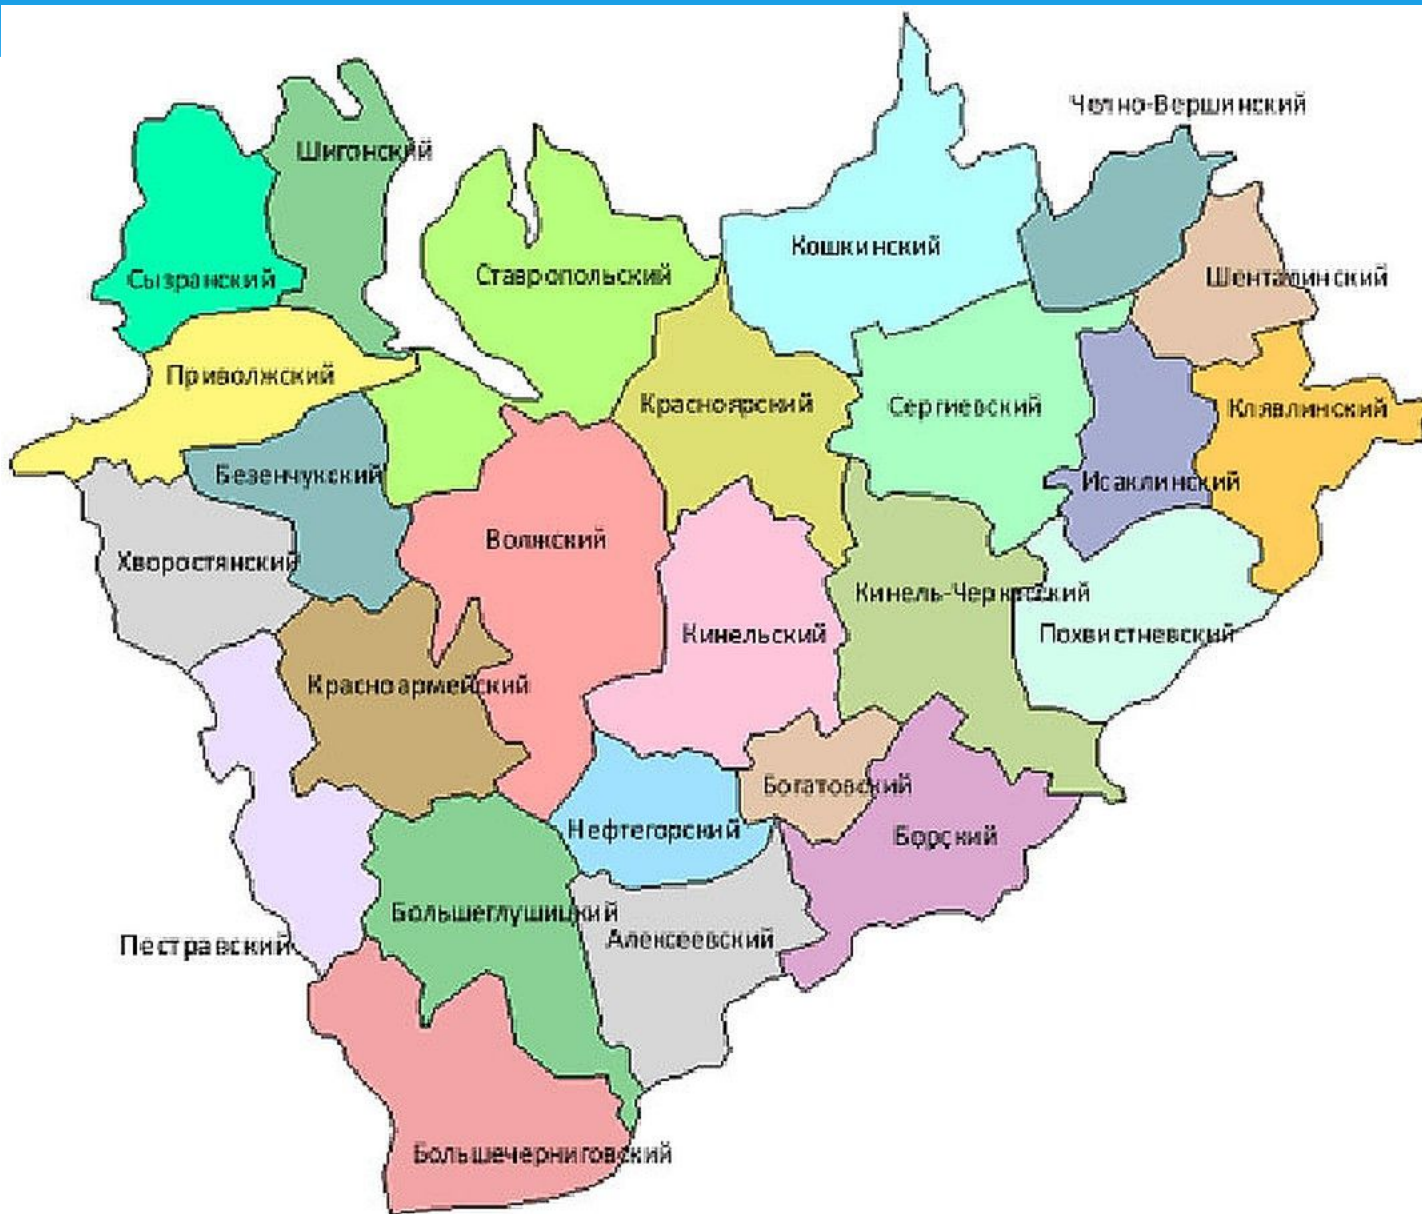 Челно-Вершинский
Шигонский
Кошкинский
Ставропольский
Сызранский
Шенталинский
Приволжский
Красноярский
Сергиевский
Клявлинский
Безенчукский
Исаклинский
Волжский
Хворостянский
Кинель-Черкасский
Кинельский
Похвистневский
Красноармейский
Богатовский
Нефтегорский
Борский
Большеглушицкий
Алексеевский
Пестравский
Большечерниговский